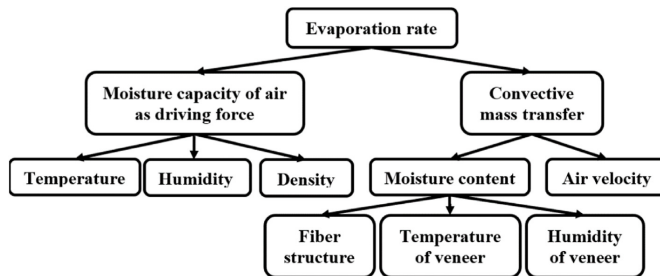 Evaporation rate
Moisture capacity of air
as driving force
Convective
mass transfer
Temperature
Humidity
Density
Moisture content
Air velocity
Fiber
structure
Temperature
of veneer
Humidity
of veneer